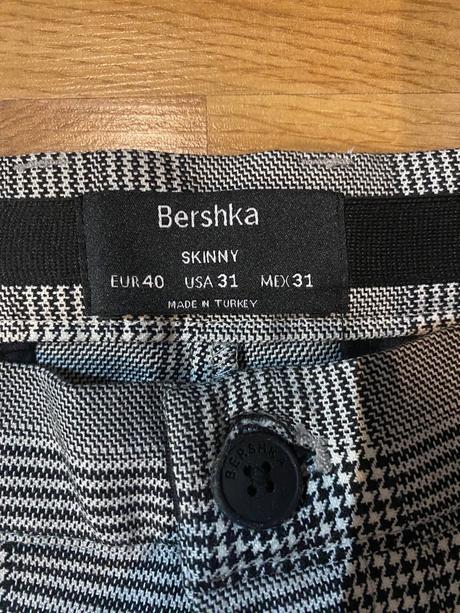 Bershka
SKINNY
EUR 40 USA 31 MEX 31
MADE IN TURKEY
BERSHKA